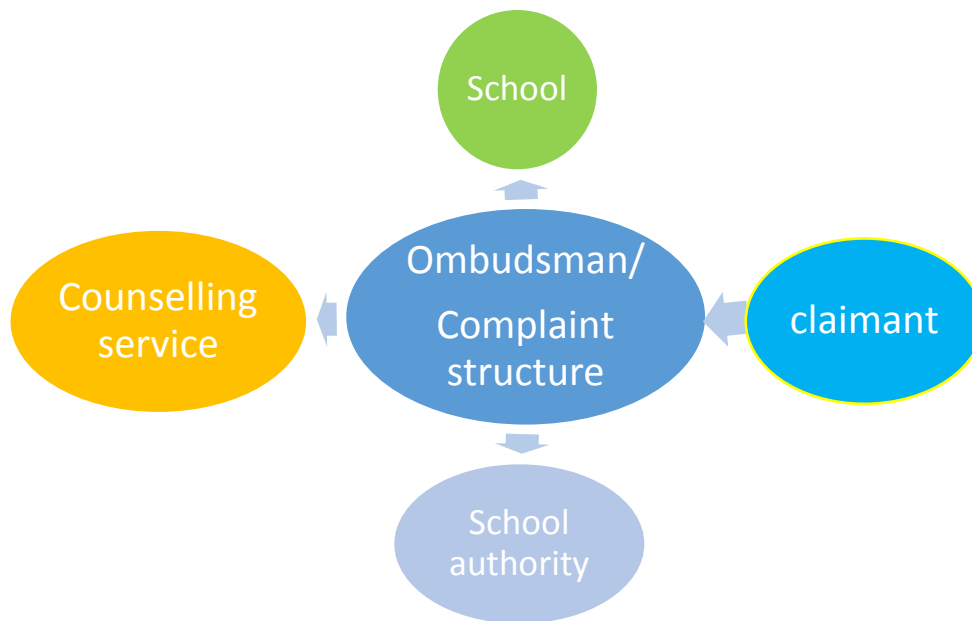 School
Ombudsman/
Complaint
structure
Counselling
service
claimant
School
authority